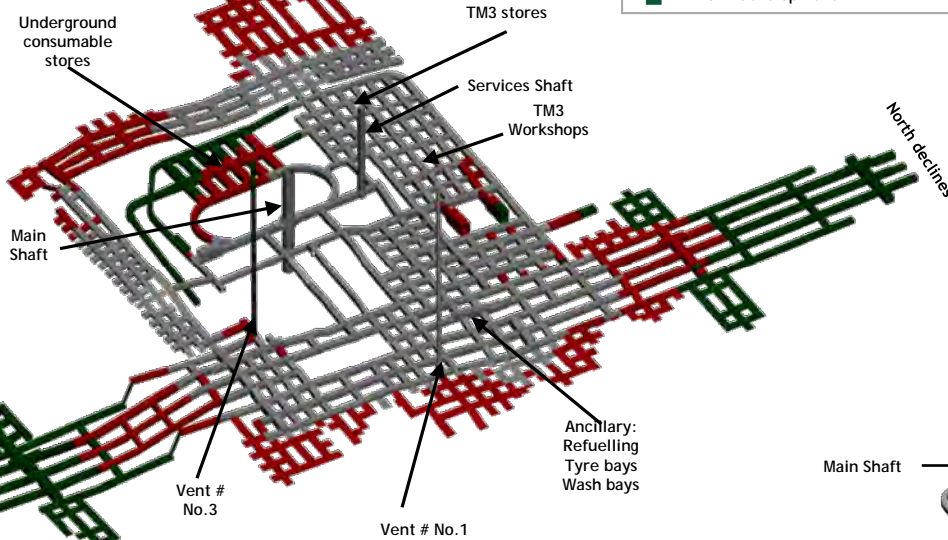 Underground
consumable
stores
TM3 stores
Services Shaft
TM3
Workshops
North declines
Main
Shaft
Ancillary:
Refuelling
Tyre bays
Wash bays
Main Shaft
Vent #
No.3
Vent # No.1